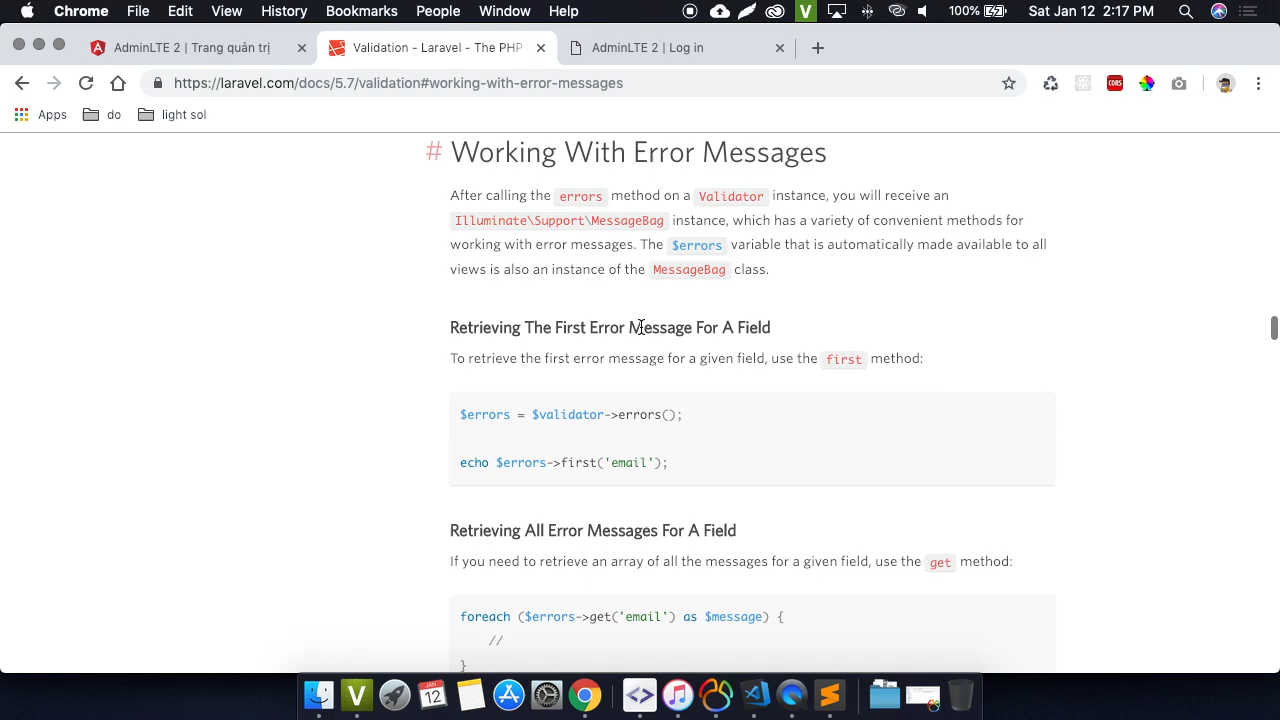 Chrome File Edit View History Bookmarks People Window Help V 100% Sat Jan 12 2:17 PM
AdminLTE 2 | Trang quản trị
Validation - Laravel - The PHP
AdminLTE 2 | Log in
https://laravel.com/docs/5.7/validation#working-with-error-messages
CORS
Apps do light sol
# Working With Error Messages
After calling the errors method on a Validator instance, you will receive an
Illuminate\Support\MessageBag instance, which has a variety of convenient methods for
working with error messages. The $errors variable that is automatically made available to all
views is also an instance of the MessageBag class.
Retrieving The First Error Message For A Field
To retrieve the first error message for a given field, use the first method:
$errors = $validator->errors();
echo $errors->first('email');
Retrieving All Error Messages For A Field
If you need to retrieve an array of all the messages for a given field, use the get method:
foreach ($errors->get('email') as $message) {
//
}
V
JAN
12